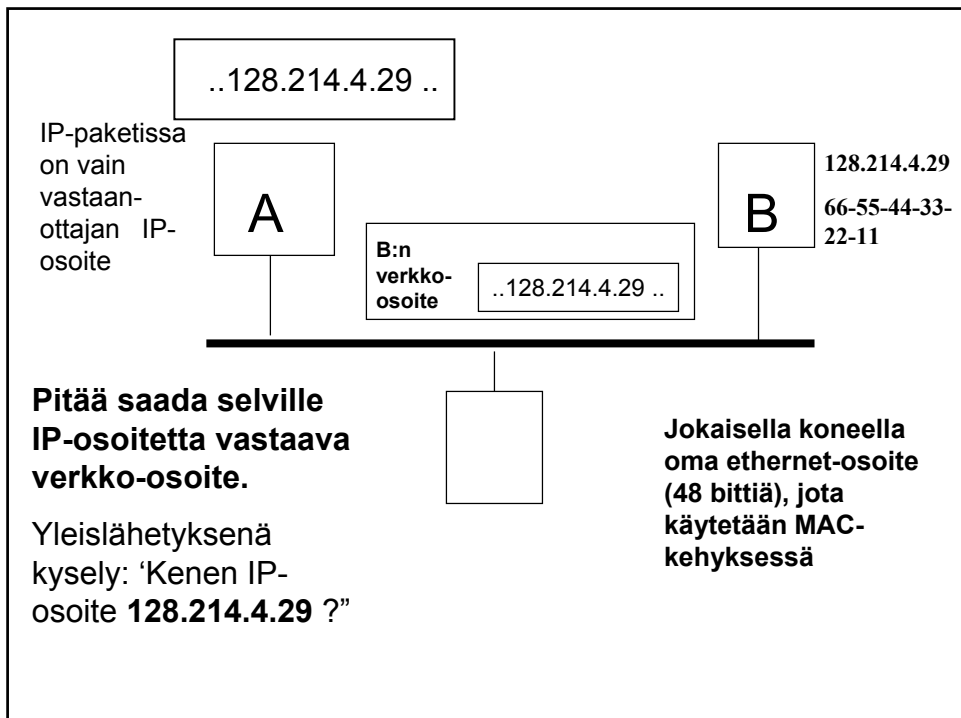 ..128.214.4.29 ..
IP-paketissa
on vain
vastaan-
ottajan IP-
osoite
A
B
128.214.4.29
66-55-44-33-
22-11
B:n
verkko-
osoite
..128.214.4.29 ..
Pitää saada selville
IP-osoitetta vastaava
verkko-osoite.
Yleislähetyksenä
kysely: ‘Kenen IP-
osoite 128.214.4.29 ?”
Jokaisella koneella
oma ethernet-osoite
(48 bittiä), jota
käytetään MAC-
kehyksessä